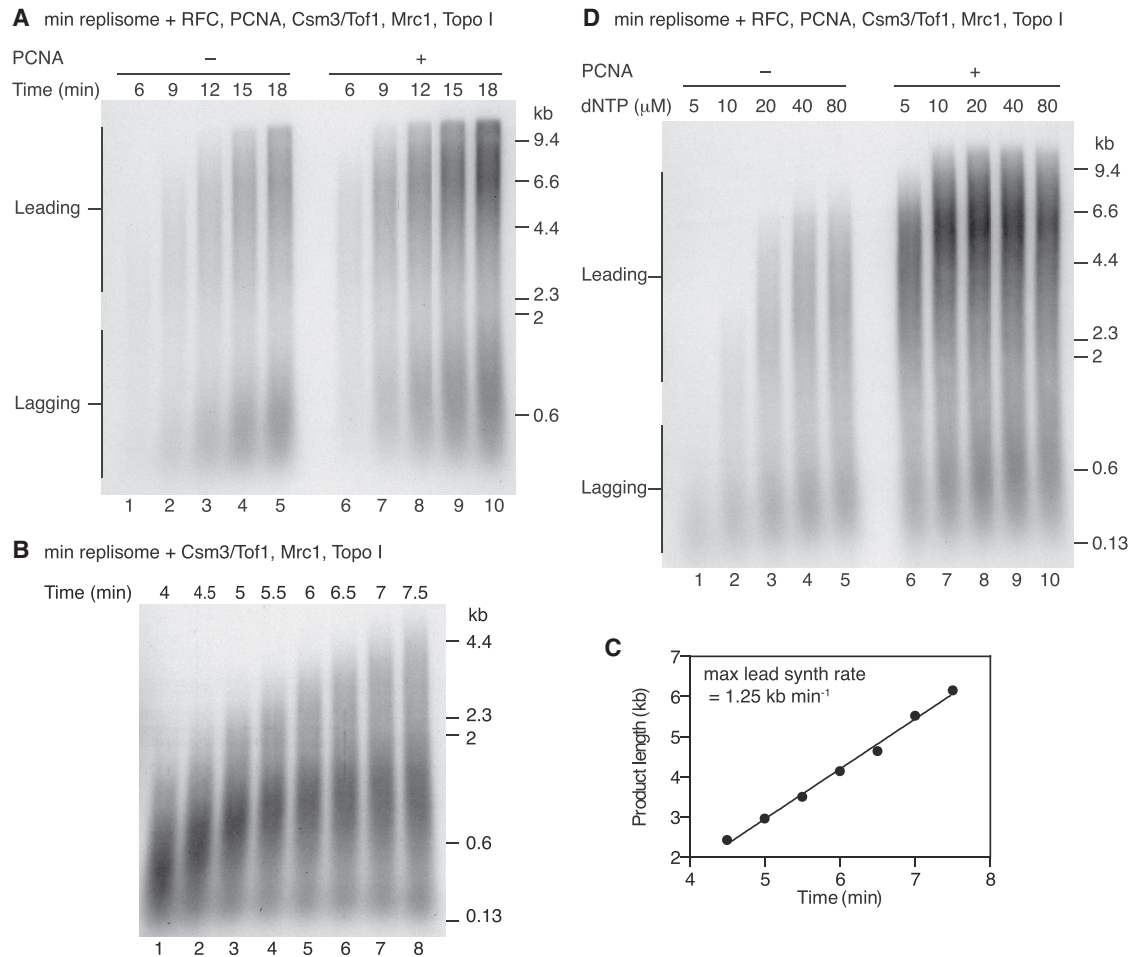 A min replisome + RFC, PCNA, Csm3/Tof1, Mrc1, Topo I
PCNA − +
Time (min) 6 9 12 15 18 6 9 12 15 18
kb
9.4
6.6
Leading
4.4
2.3
2
Lagging
0.6
1 2 3 4 5 6 7 8 9 10
B min replisome + Csm3/Tof1, Mrc1, Topo I
Time (min) 4 4.5 5 5.5 6 6.5 7 7.5
kb
4.4
2.3
2
0.6
0.13
1 2 3 4 5 6 7 8
D min replisome + RFC, PCNA, Csm3/Tof1, Mrc1, Topo I
PCNA − +
dNTP (μM) 5 10 20 40 80 5 10 20 40 80
kb
9.4
6.6
4.4
Leading
2.3
2
0.6
Lagging
0.13
1 2 3 4 5 6 7 8 9 10
C
max lead synth rate
= 1.25 kb min⁻¹
Product length (kb)
7
6
5
4
3
2
4 5 6 7 8
Time (min)